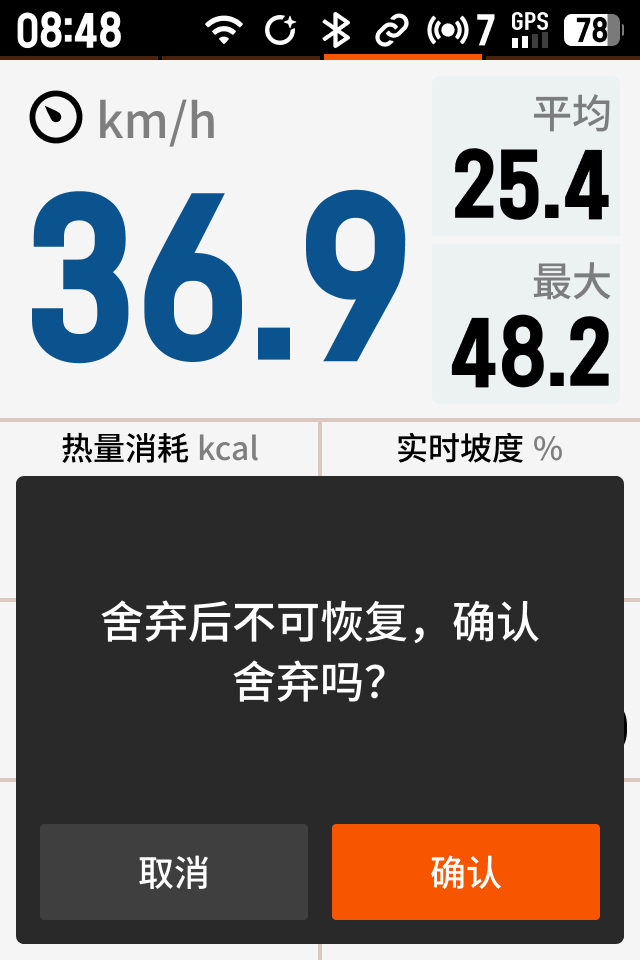 08:48 7 GPS 78
km/h
36.9
平均
25.4
最大
48.2
热量消耗 kcal
实时坡度 %
舍弃后不可恢复，确认
舍弃吗？
取消
确认